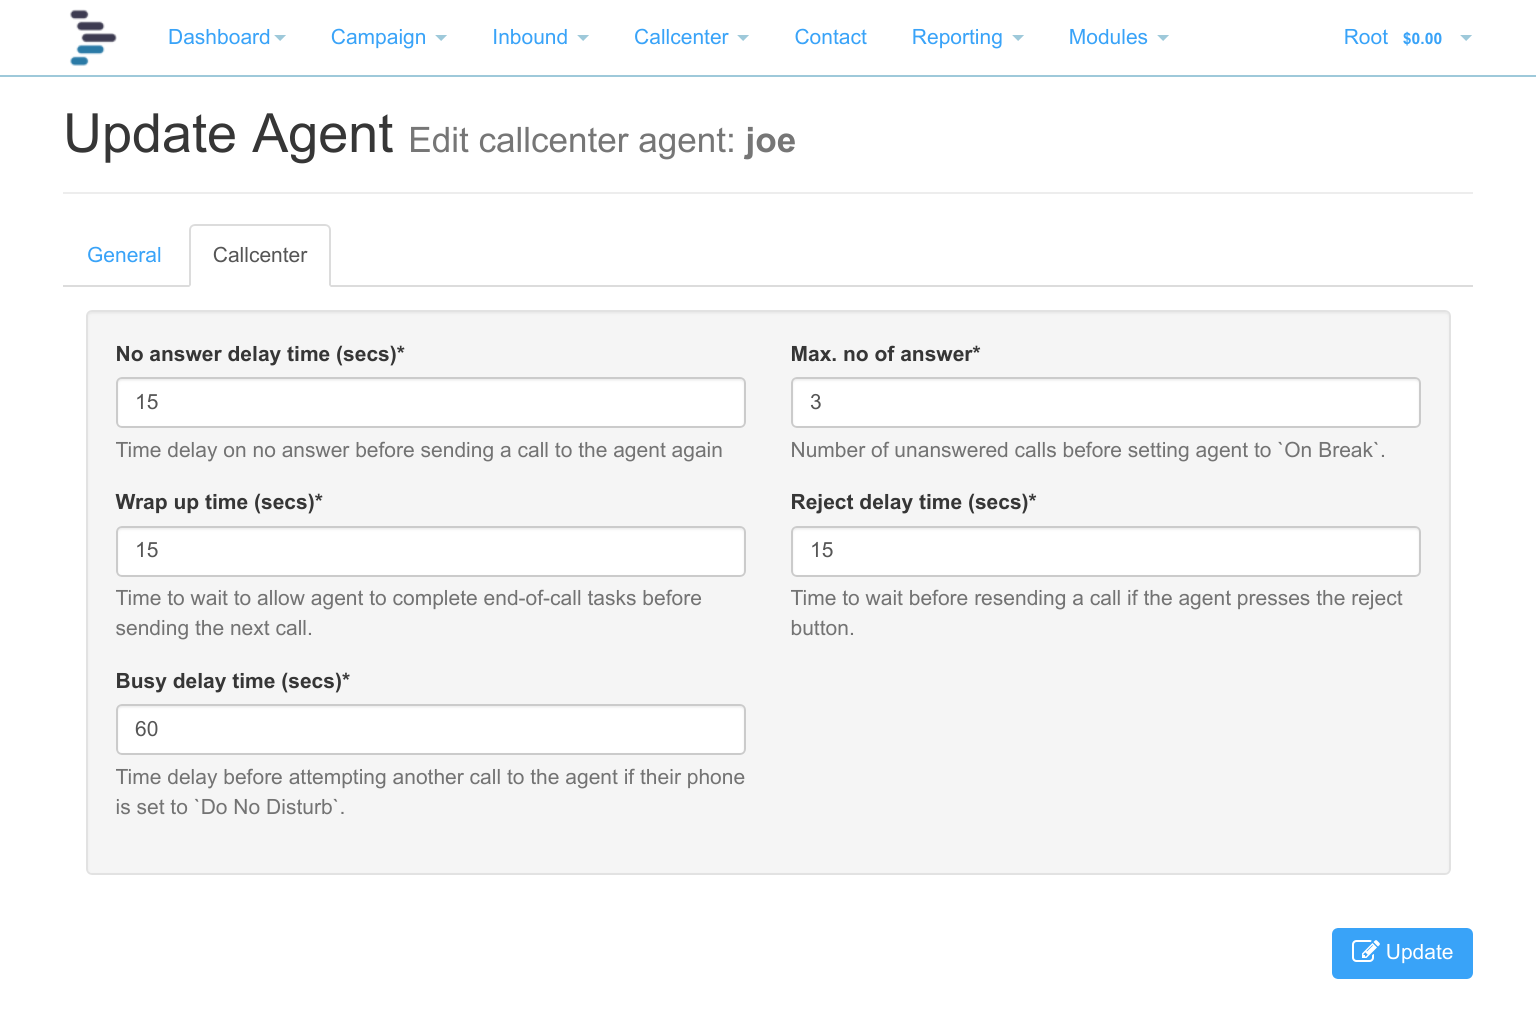 Dashboard Campaign Inbound Callcenter Contact Reporting Modules Root $0.00
Update Agent Edit callcenter agent: joe
General Callcenter
No answer delay time (secs)*
15
Time delay on no answer before sending a call to the agent again
Max. no of answer*
3
Number of unanswered calls before setting agent to `On Break`.
Wrap up time (secs)*
15
Time to wait to allow agent to complete end-of-call tasks before
sending the next call.
Reject delay time (secs)*
15
Time to wait before resending a call if the agent presses the reject
button.
Busy delay time (secs)*
60
Time delay before attempting another call to the agent if their phone
is set to `Do No Disturb`.
Update